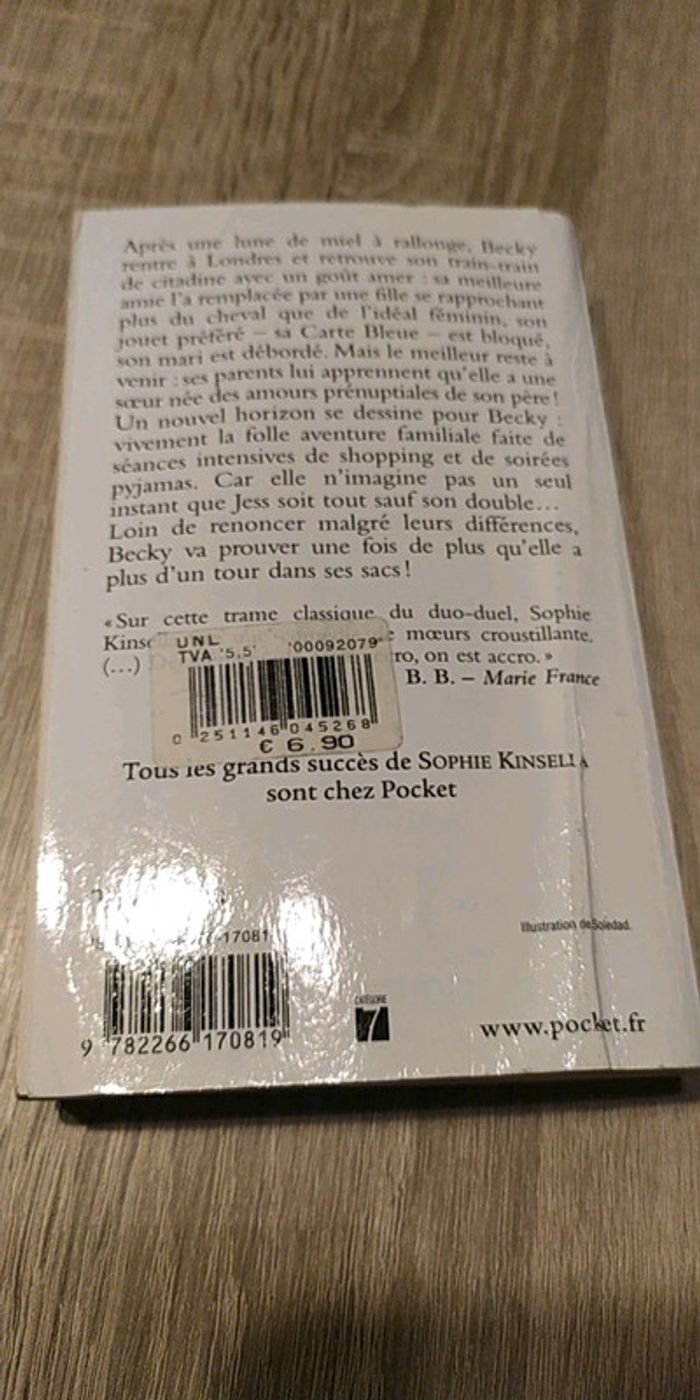 Après une lune de miel à rallonge, Becky
rentre à Londres et retrouve son train-train
de citadine avec un goût amer : sa meilleure
amie l'a remplacée par une fille se rapprochant
plus du cheval que de l'idéal féminin, son
jouet préféré – sa Carte Bleue – est bloqué,
son mari est débordé. Mais le meilleur reste à
venir : ses parents lui apprennent qu'elle a une
sœur née des amours prénuptiales de son père !
Un nouvel horizon se dessine pour Becky :
vivement la folle aventure familiale faite de
séances intensives de shopping et de soirées
pyjamas. Car elle n'imagine pas un seul
instant que Jess soit tout sauf son double...
Loin de renoncer malgré leurs différences,
Becky va prouver une fois de plus qu'elle a
plus d'un tour dans ses sacs !
« Sur cette trame classique du duo-duel, Sophie
mœurs croustillante.
(...) on est accro. »
B. B. – Marie France
UNL
TVA '5,5' '00092079'
0 251146 045268
€ 6.90
Tous les grands succès de SOPHIE KINSELLA
sont chez Pocket
Illustration de Soledad.
17081
9 782266 170819
CATÉGORIE
7
www.pocket.fr